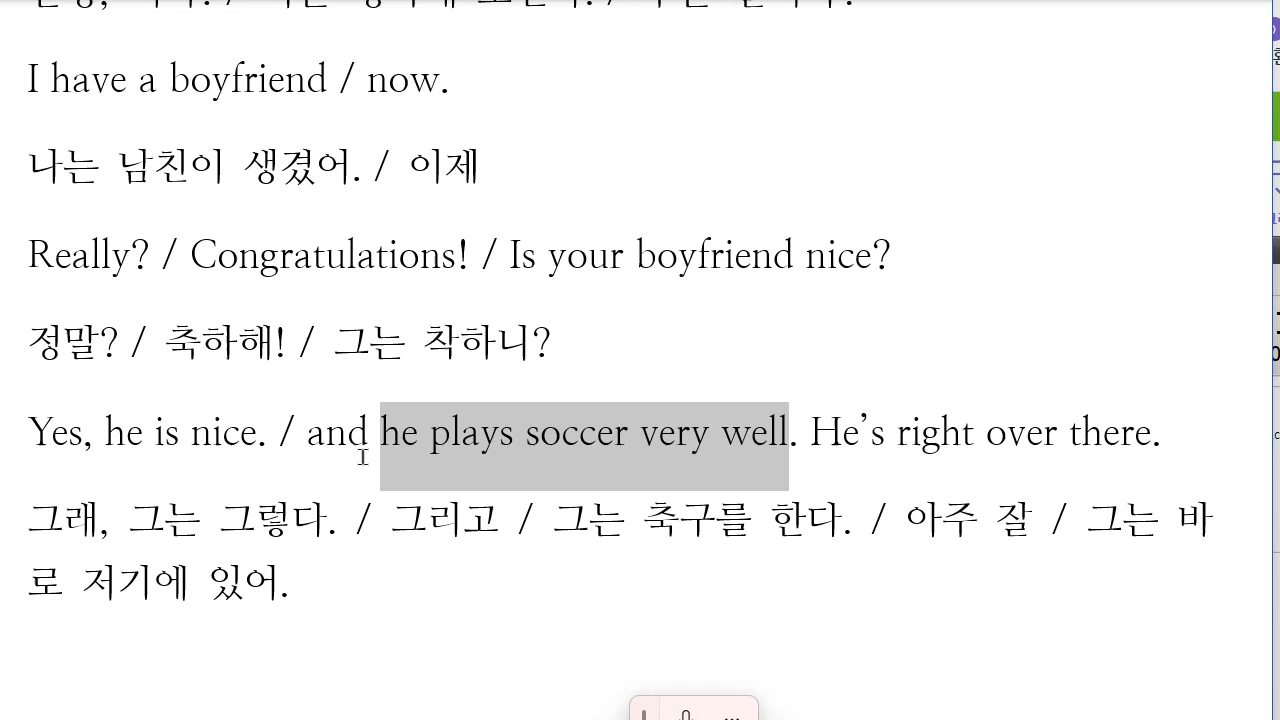 I have a boyfriend / now.
나는 남친이 생겼어. / 이제
Really? / Congratulations! / Is your boyfriend nice?
정말? / 축하해! / 그는 착하니?
Yes, he is nice. / and he plays soccer very well. He’s right over there.
그래, 그는 그렇다. / 그리고 / 그는 축구를 한다. / 아주 잘 / 그는 바
로 저기에 있어.